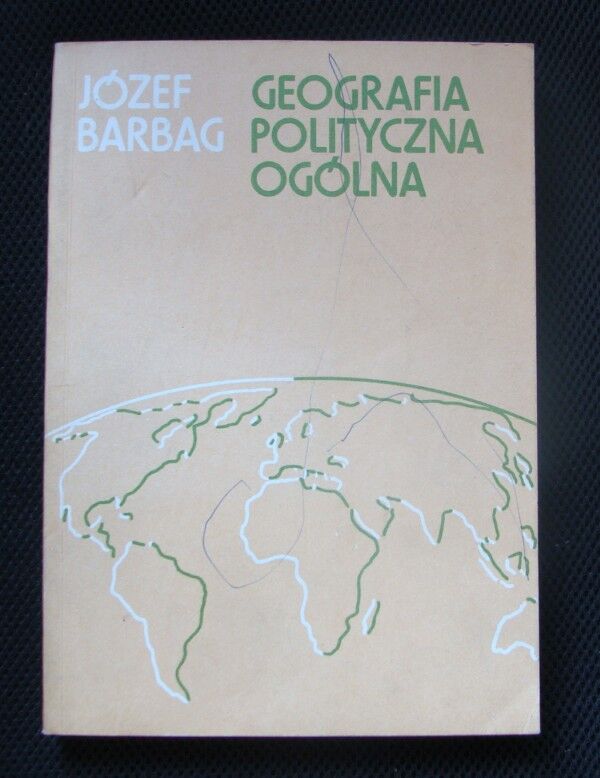 JÓZEF
BARBAG
GEOGRAFIA
POLITYCZNA
OGÓLNA